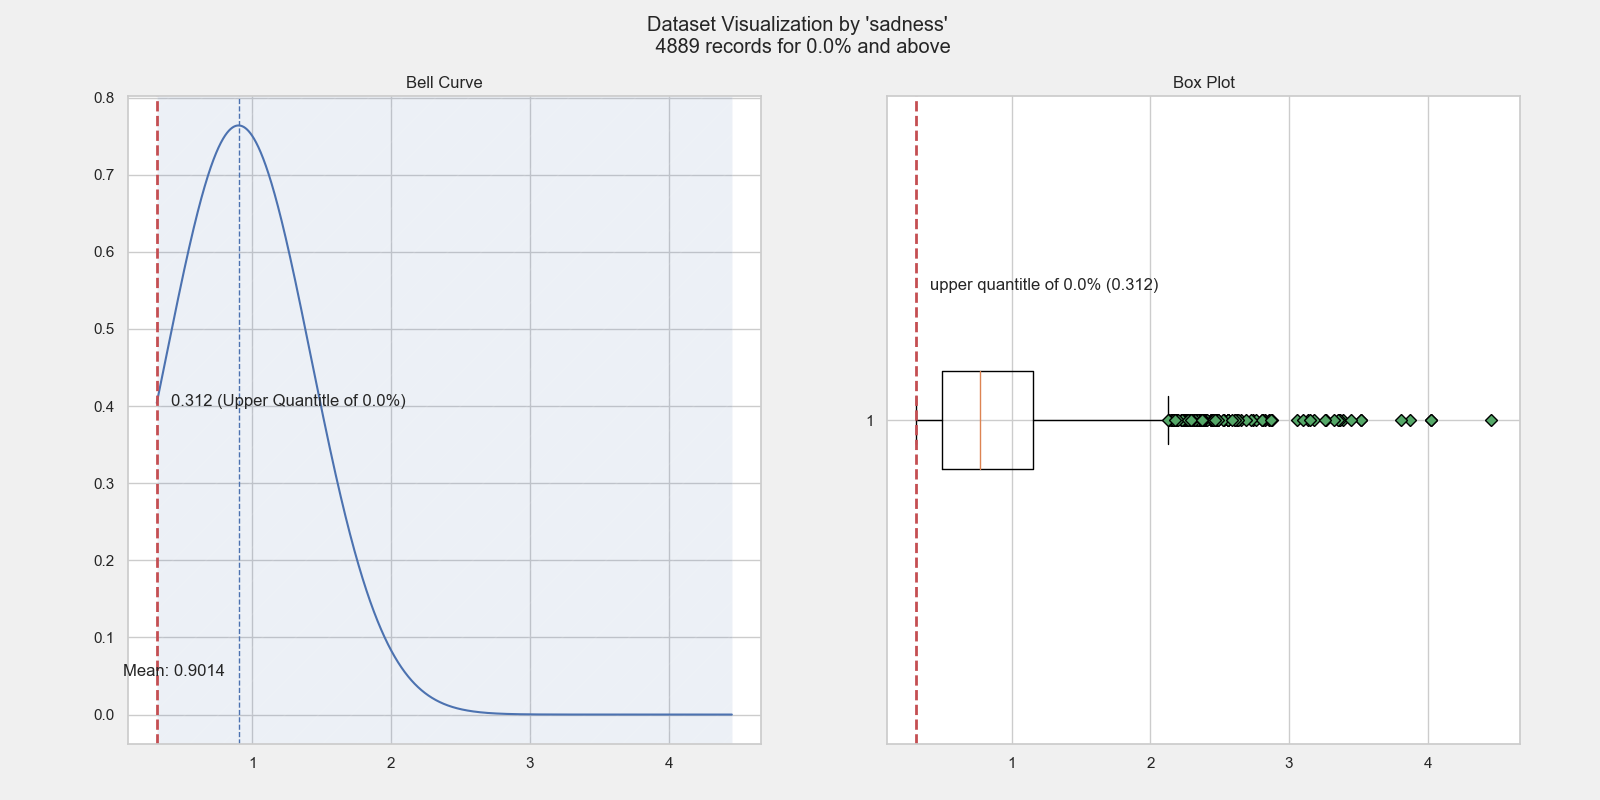 Dataset Visualization by 'sadness'
4889 records for 0.0% and above
Bell Curve
0.8
0.7
0.6
0.5
0.4
0.3
0.2
0.1
0.0
0.312 (Upper Quantitle of 0.0%)
Mean: 0.9014
1
2
3
4
Box Plot
upper quantitle of 0.0% (0.312)
1
1
2
3
4